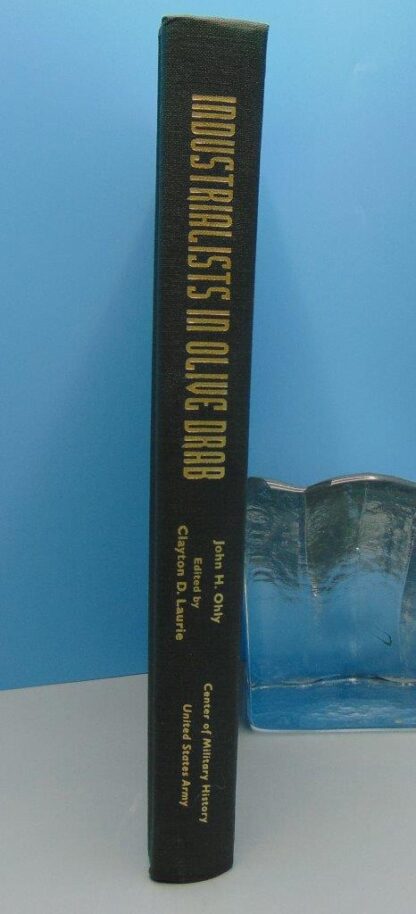 INDUSTRIALISTS IN OLIVE DRAB
John H. Ohly
Edited by
Clayton D. Laurie
Center of Military History
United States Army